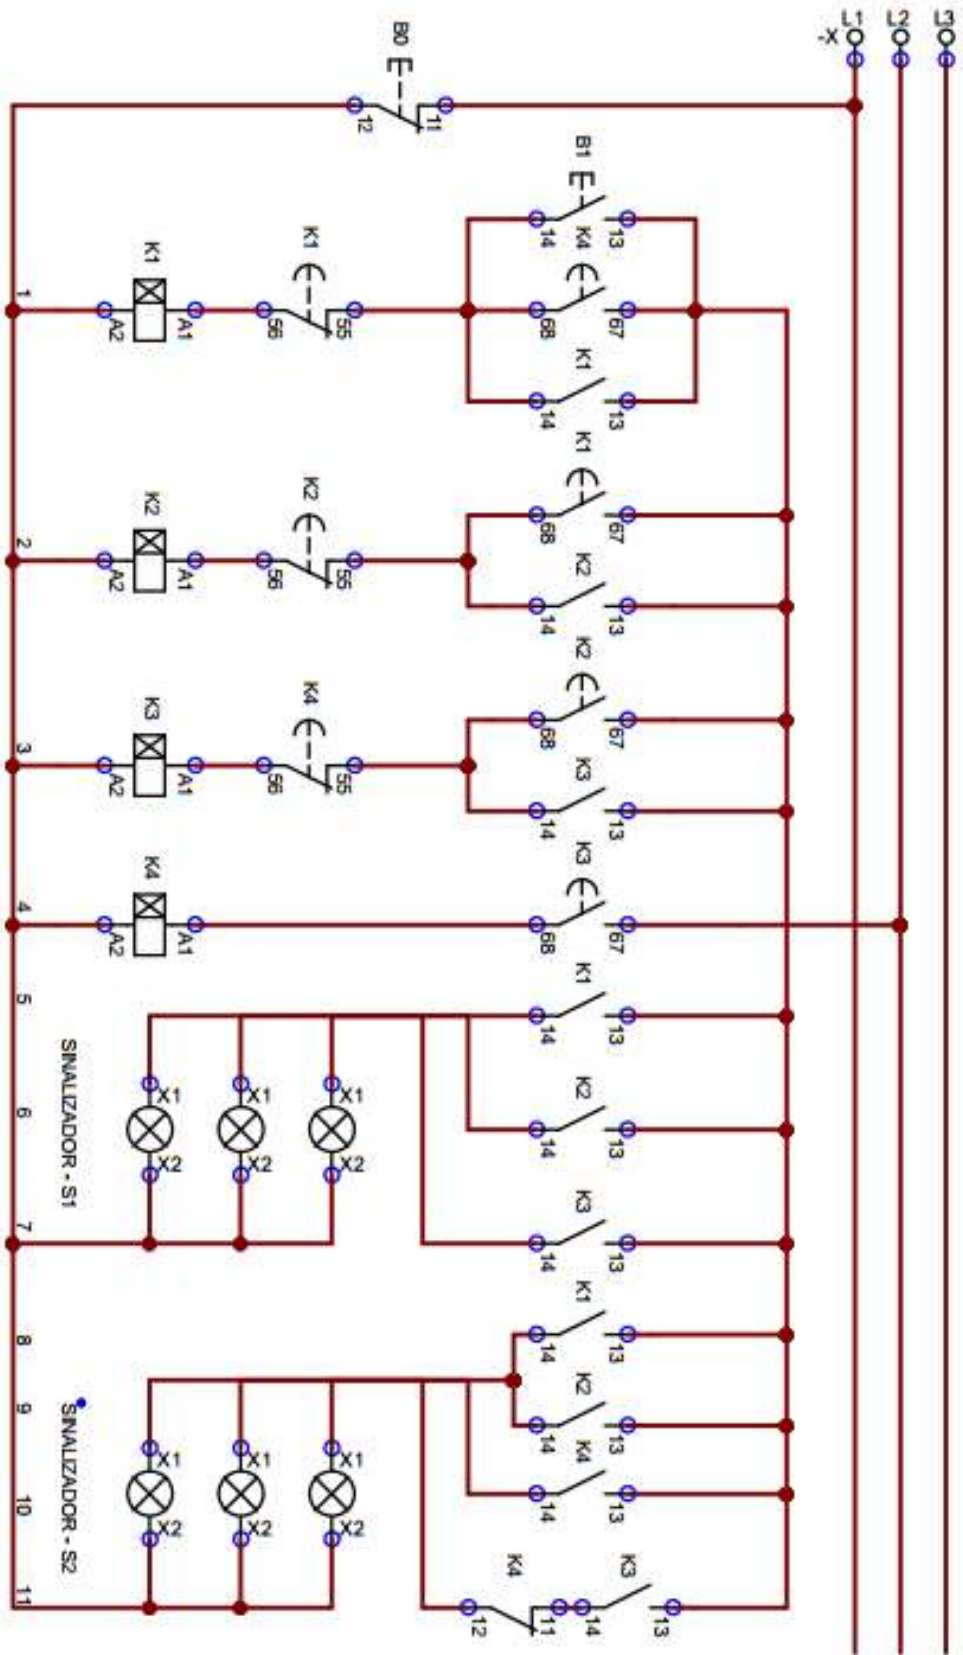 L3
L2
L1
-X
B0
11
12
B1
13
14
K4
67
68
K1
13
14
K1
55
56
K1
A1
A2
1
K1
67
68
K2
13
14
K2
55
56
K2
A1
A2
2
K2
67
68
K3
13
14
K4
55
56
K3
A1
A2
3
K3
67
68
K4
A1
A2
4
K1
13
14
5
K2
13
14
6
K3
13
14
7
X1
X2
X1
X2
X1
X2
SINALIZADOR - S1
K1
13
14
8
K2
13
14
9
K4
13
14
10
K3
13
14
K4
11
12
11
X1
X2
X1
X2
X1
X2
SINALIZADOR - S2